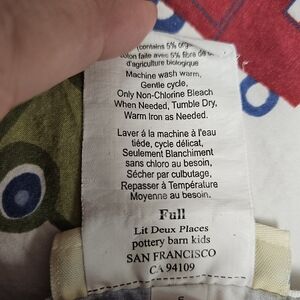 (contains 5% org
coton faite avec 5% fibres de
d'agriculture biologique
Machine wash warm,
Gentle cycle,
Only Non-Chlorine Bleach
When Needed, Tumble Dry,
Warm Iron as Needed.
Laver á la machine à l'eau
tiède, cycle délicat,
Seulement Blanchiment
sans chloro au besoin,
Sécher par culbutage,
Repasser à Température
Moyenne au besoin.
Full
Lit Deux Places
pottery barn kids
SAN FRANCISCO
CA 94109